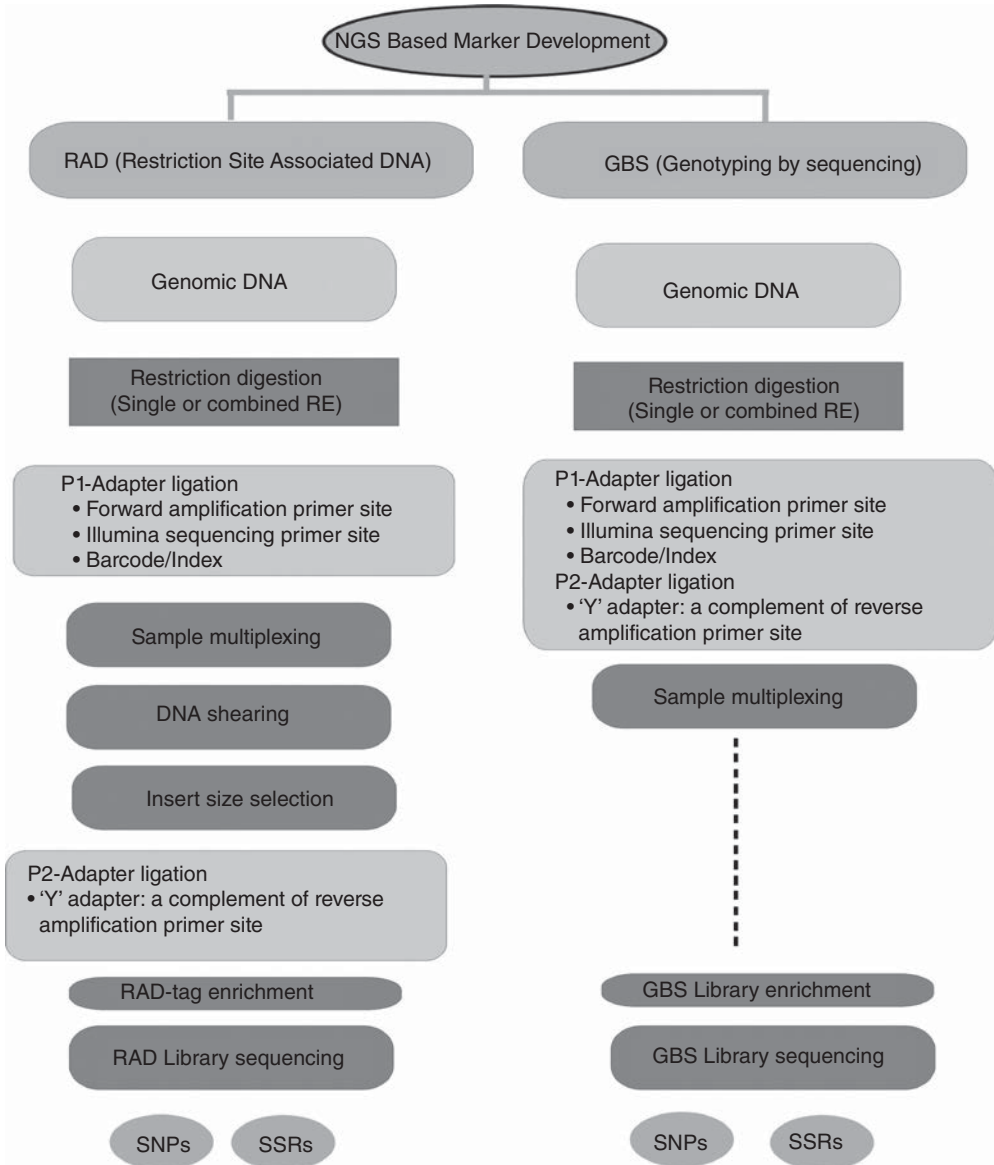 NGS Based Marker Development
RAD (Restriction Site Associated DNA)
GBS (Genotyping by sequencing)
Genomic DNA
Genomic DNA
Restriction digestion
(Single or combined RE)
Restriction digestion
(Single or combined RE)
P1-Adapter ligation
• Forward amplification primer site
• Illumina sequencing primer site
• Barcode/Index
P1-Adapter ligation
• Forward amplification primer site
• Illumina sequencing primer site
• Barcode/Index
P2-Adapter ligation
• ‘Y’ adapter: a complement of reverse
amplification primer site
Sample multiplexing
Sample multiplexing
DNA shearing
Insert size selection
P2-Adapter ligation
• ‘Y’ adapter: a complement of reverse
amplification primer site
RAD-tag enrichment
GBS Library enrichment
RAD Library sequencing
GBS Library sequencing
SNPs
SSRs
SNPs
SSRs